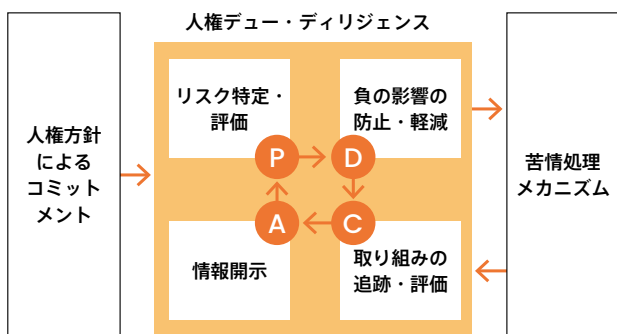 人権デュー・ディリジェンス
人権方針
による
コミット
メント
リスク特定・
評価
負の影響の
防止・軽減
P
D
A
C
情報開示
取り組みの
追跡・評価
苦情処理
メカニズム